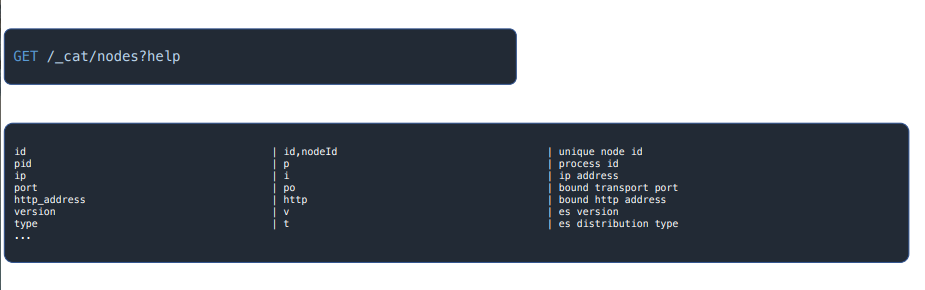 GET /_cat/nodes?help
id | id,nodeId | unique node id
pid | p | process id
ip | i | ip address
port | po | bound transport port
http_address | http | bound http address
version | v | es version
type | t | es distribution type
...